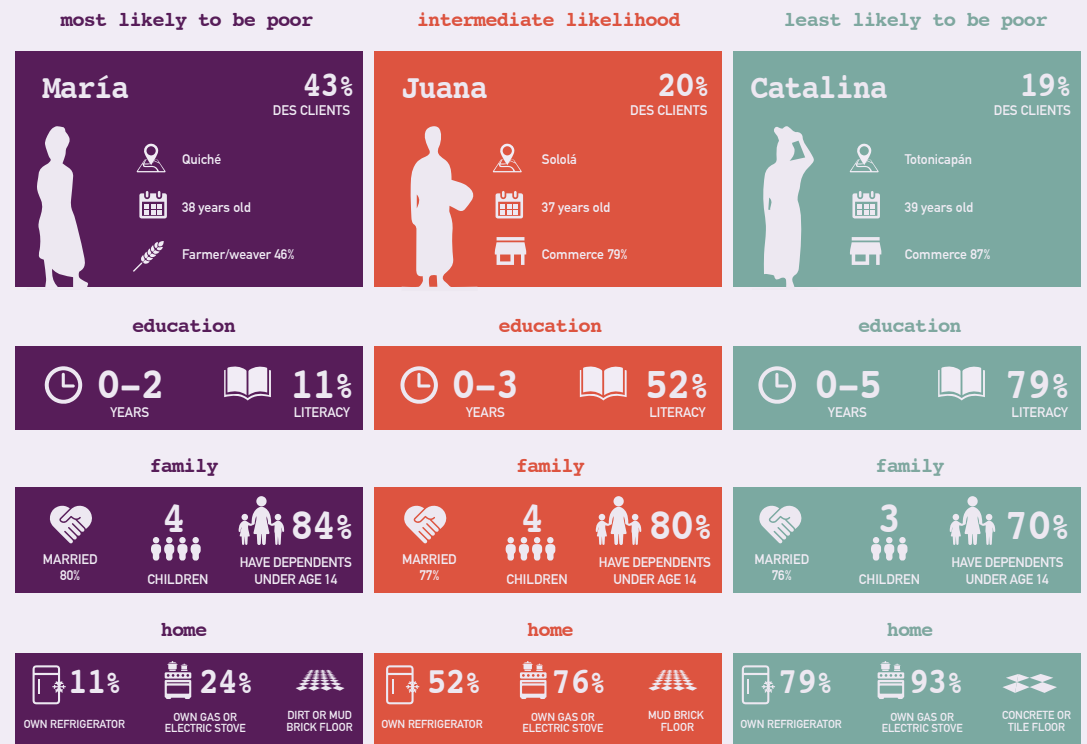 most likely to be poor
María
43%
DES CLIENTS
Quiché
38 years old
Farmer/weaver 46%
education
0–2
YEARS
11%
LITERACY
family
MARRIED
80%
4
CHILDREN
84%
HAVE DEPENDENTS
UNDER AGE 14
home
11%
OWN REFRIGERATOR
24%
OWN GAS OR
ELECTRIC STOVE
DIRT OR MUD
BRICK FLOOR
intermediate likelihood
Juana
20%
DES CLIENTS
Sololá
37 years old
Commerce 79%
education
0–3
YEARS
52%
LITERACY
family
MARRIED
77%
4
CHILDREN
80%
HAVE DEPENDENTS
UNDER AGE 14
home
52%
OWN REFRIGERATOR
76%
OWN GAS OR
ELECTRIC STOVE
MUD BRICK
FLOOR
least likely to be poor
Catalina
19%
DES CLIENTS
Totonicapán
39 years old
Commerce 87%
education
0–5
YEARS
79%
LITERACY
family
MARRIED
76%
3
CHILDREN
70%
HAVE DEPENDENTS
UNDER AGE 14
home
79%
OWN REFRIGERATOR
93%
OWN GAS OR
ELECTRIC STOVE
CONCRETE OR
TILE FLOOR